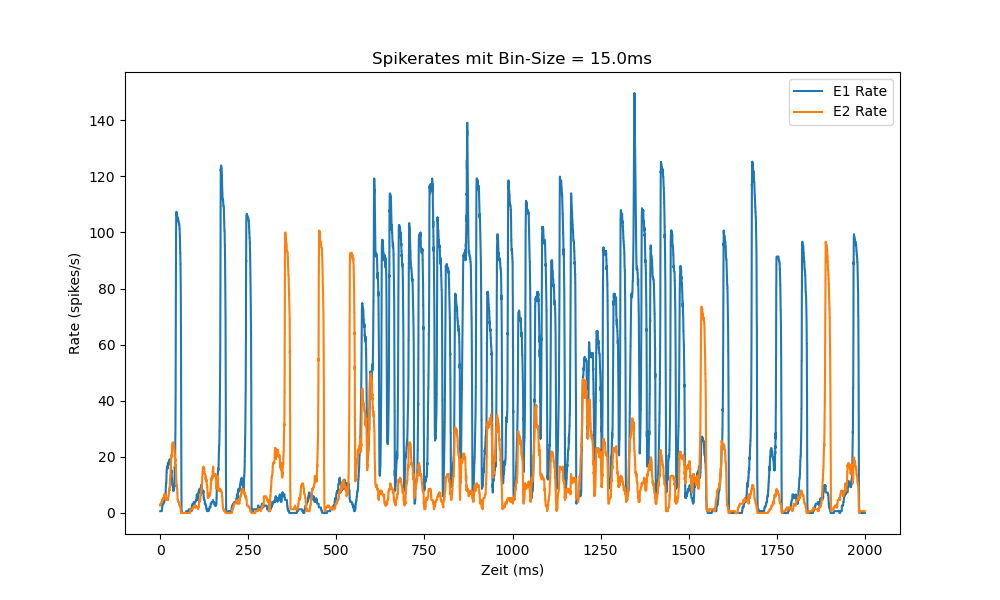 Spikerates mit Bin-Size = 15.0ms
E1 Rate
E2 Rate
140
120
100
80
60
40
20
0
Rate (spikes/s)
0 250 500 750 1000 1250 1500 1750 2000
Zeit (ms)